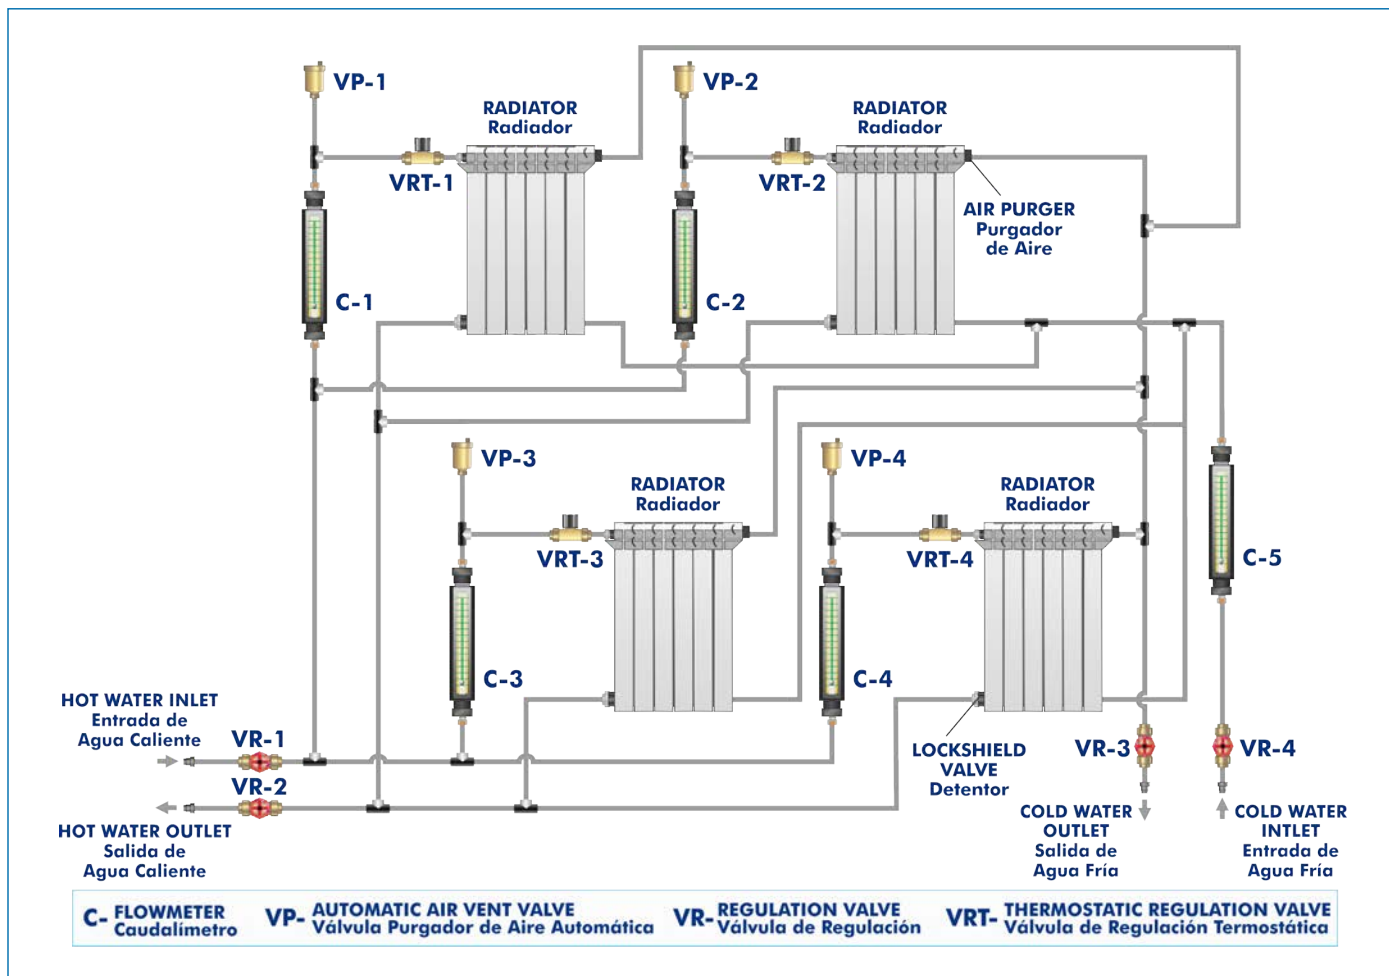 VP-1
VP-2
RADIATOR
Radiador
RADIATOR
Radiador
VRT-1
VRT-2
AIR PURGER
Purgador
de Aire
C-1
C-2
VP-3
VP-4
RADIATOR
Radiador
RADIATOR
Radiador
VRT-3
VRT-4
C-5
C-3
C-4
HOT WATER INLET
Entrada de
Agua Caliente
VR-1
VR-2
HOT WATER OUTLET
Salida de
Agua Caliente
LOCKSHIELD
VALVE
Detentor
VR-3
VR-4
COLD WATER
OUTLET
Salida de
Agua Fría
COLD WATER
INTLET
Entrada de
Agua Fría
C- FLOWMETER
Caudalímetro
VP- AUTOMATIC AIR VENT VALVE
Válvula Purgador de Aire Automática
VR- REGULATION VALVE
Válvula de Regulación
VRT- THERMOSTATIC REGULATION VALVE
Válvula de Regulación Termostática